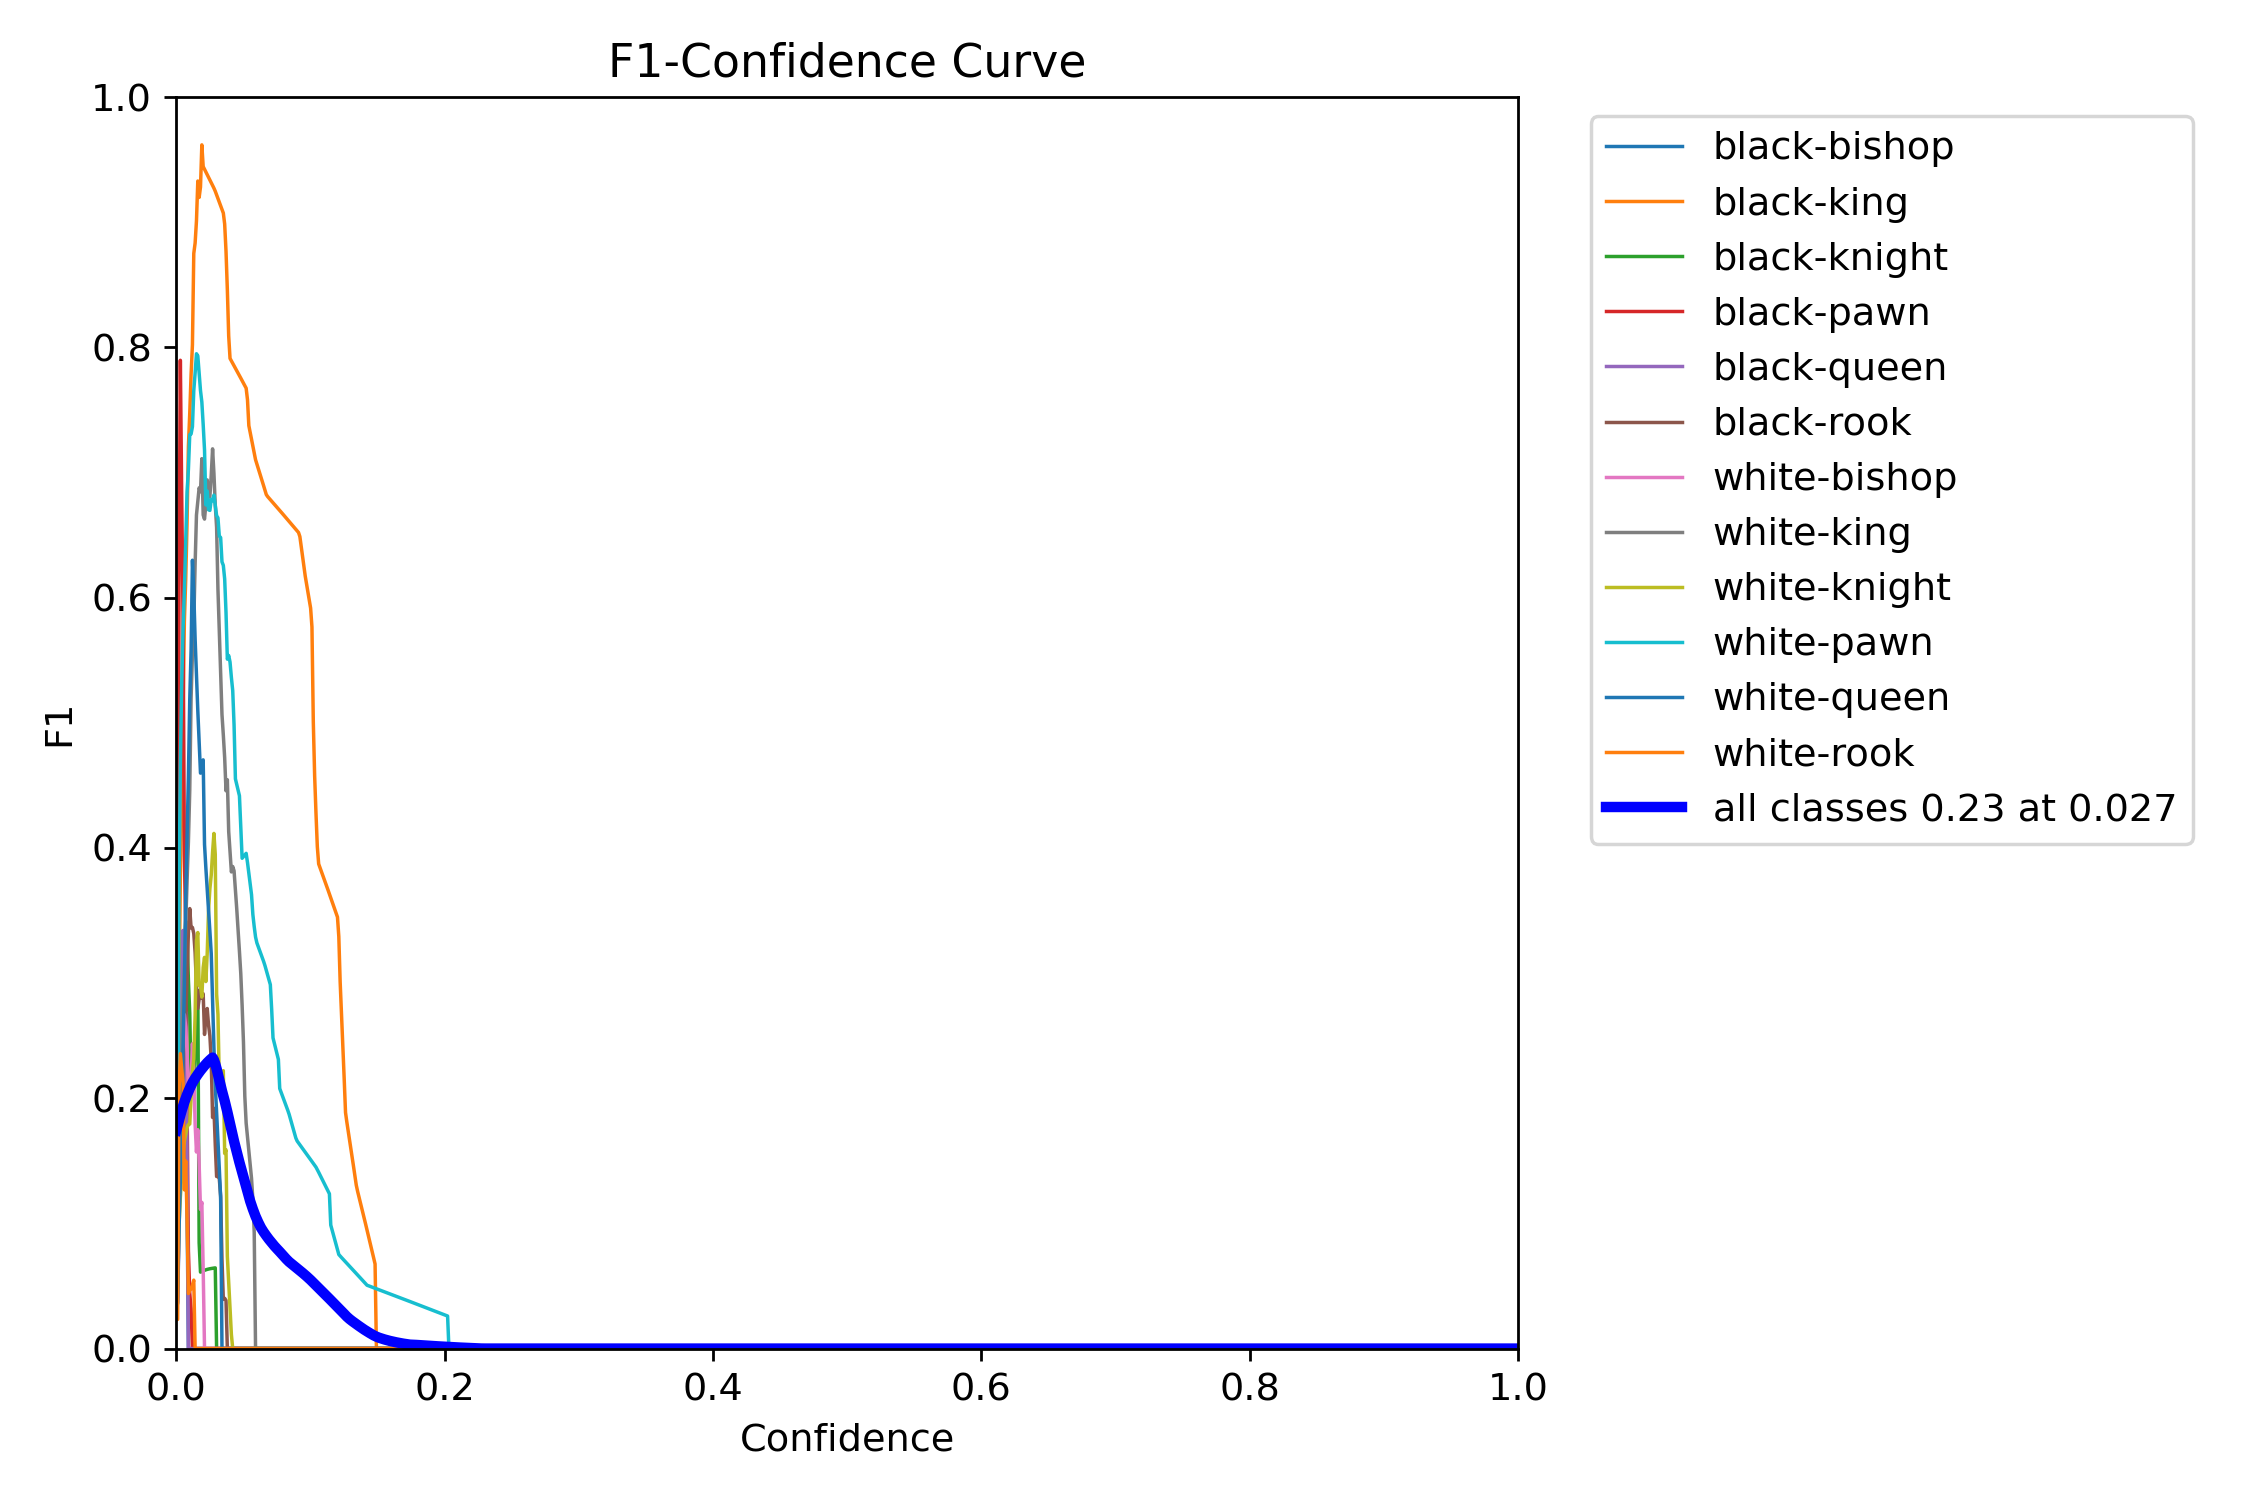 F1-Confidence Curve
1.0
0.8
0.6
0.4
0.2
0.0
F1
0.0 0.2 0.4 0.6 0.8 1.0
Confidence
black-bishop
black-king
black-knight
black-pawn
black-queen
black-rook
white-bishop
white-king
white-knight
white-pawn
white-queen
white-rook
all classes 0.23 at 0.027